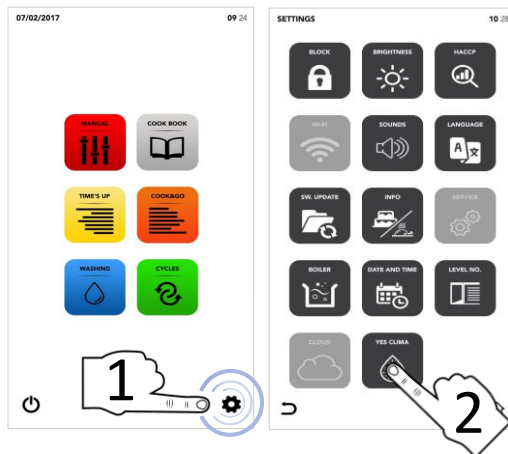 07/02/2017 09 24
MANUAL COOK BOOK
TIME'S UP COOK&GO
WASHING CYCLES
1
SETTINGS 10 28
BLOCK BRIGHTNESS HACCP
WI-FI SOUNDS LANGUAGE
A 文
SW. UPDATE INFO SERVICE
BOILER DATE AND TIME LEVEL NO.
CLOUD YES CLIMA
2